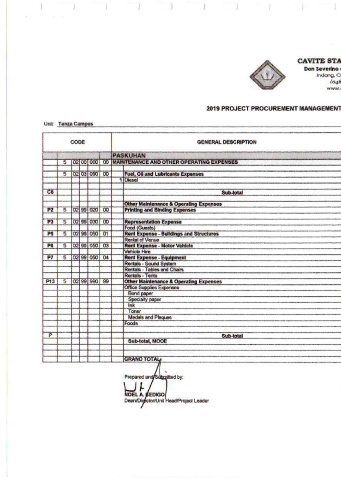 CAVITE STA
Don Severino
Indang, C
www.
2019 PROJECT PROCUREMENT MANAGEMENT
Unit: Tanza Campus
CODE GENERAL DESCRIPTION
PASKUHAN
5 02 00 000 00 MAINTENANCE AND OTHER OPERATING EXPENSES
5 02 03 090 00 Fuel, Oil and Lubricants Expenses
1 Diesel
C8 Sub-total
Other Maintenance & Operating Expenses
P2 5 02 99 020 00 Printing and Binding Expenses
P3 5 02 99 030 00 Representation Expense
Food (Guests)
P5 5 02 99 050 01 Rent Expense - Buildings and Structures
Rental of Venue
P6 5 02 99 050 03 Rent Expense - Motor Vehicle
Vehicle Hire
P7 5 02 99 050 04 Rent Expense - Equipment
Rentals - Sound System
Rentals - Tables and Chairs
Rentals - Tents
P13 5 02 99 990 99 Other Maintenance & Operating Expenses
Office Supplies Expenses
Bond paper
Specialty paper
Ink
Toner
Medals and Plaques
Foods
P Sub-total
Sub-total, MOOE
GRAND TOTAL
Prepared and Submitted by:
NOEL A. SEDIGO
Dean/Director/Unit Head/Project Leader